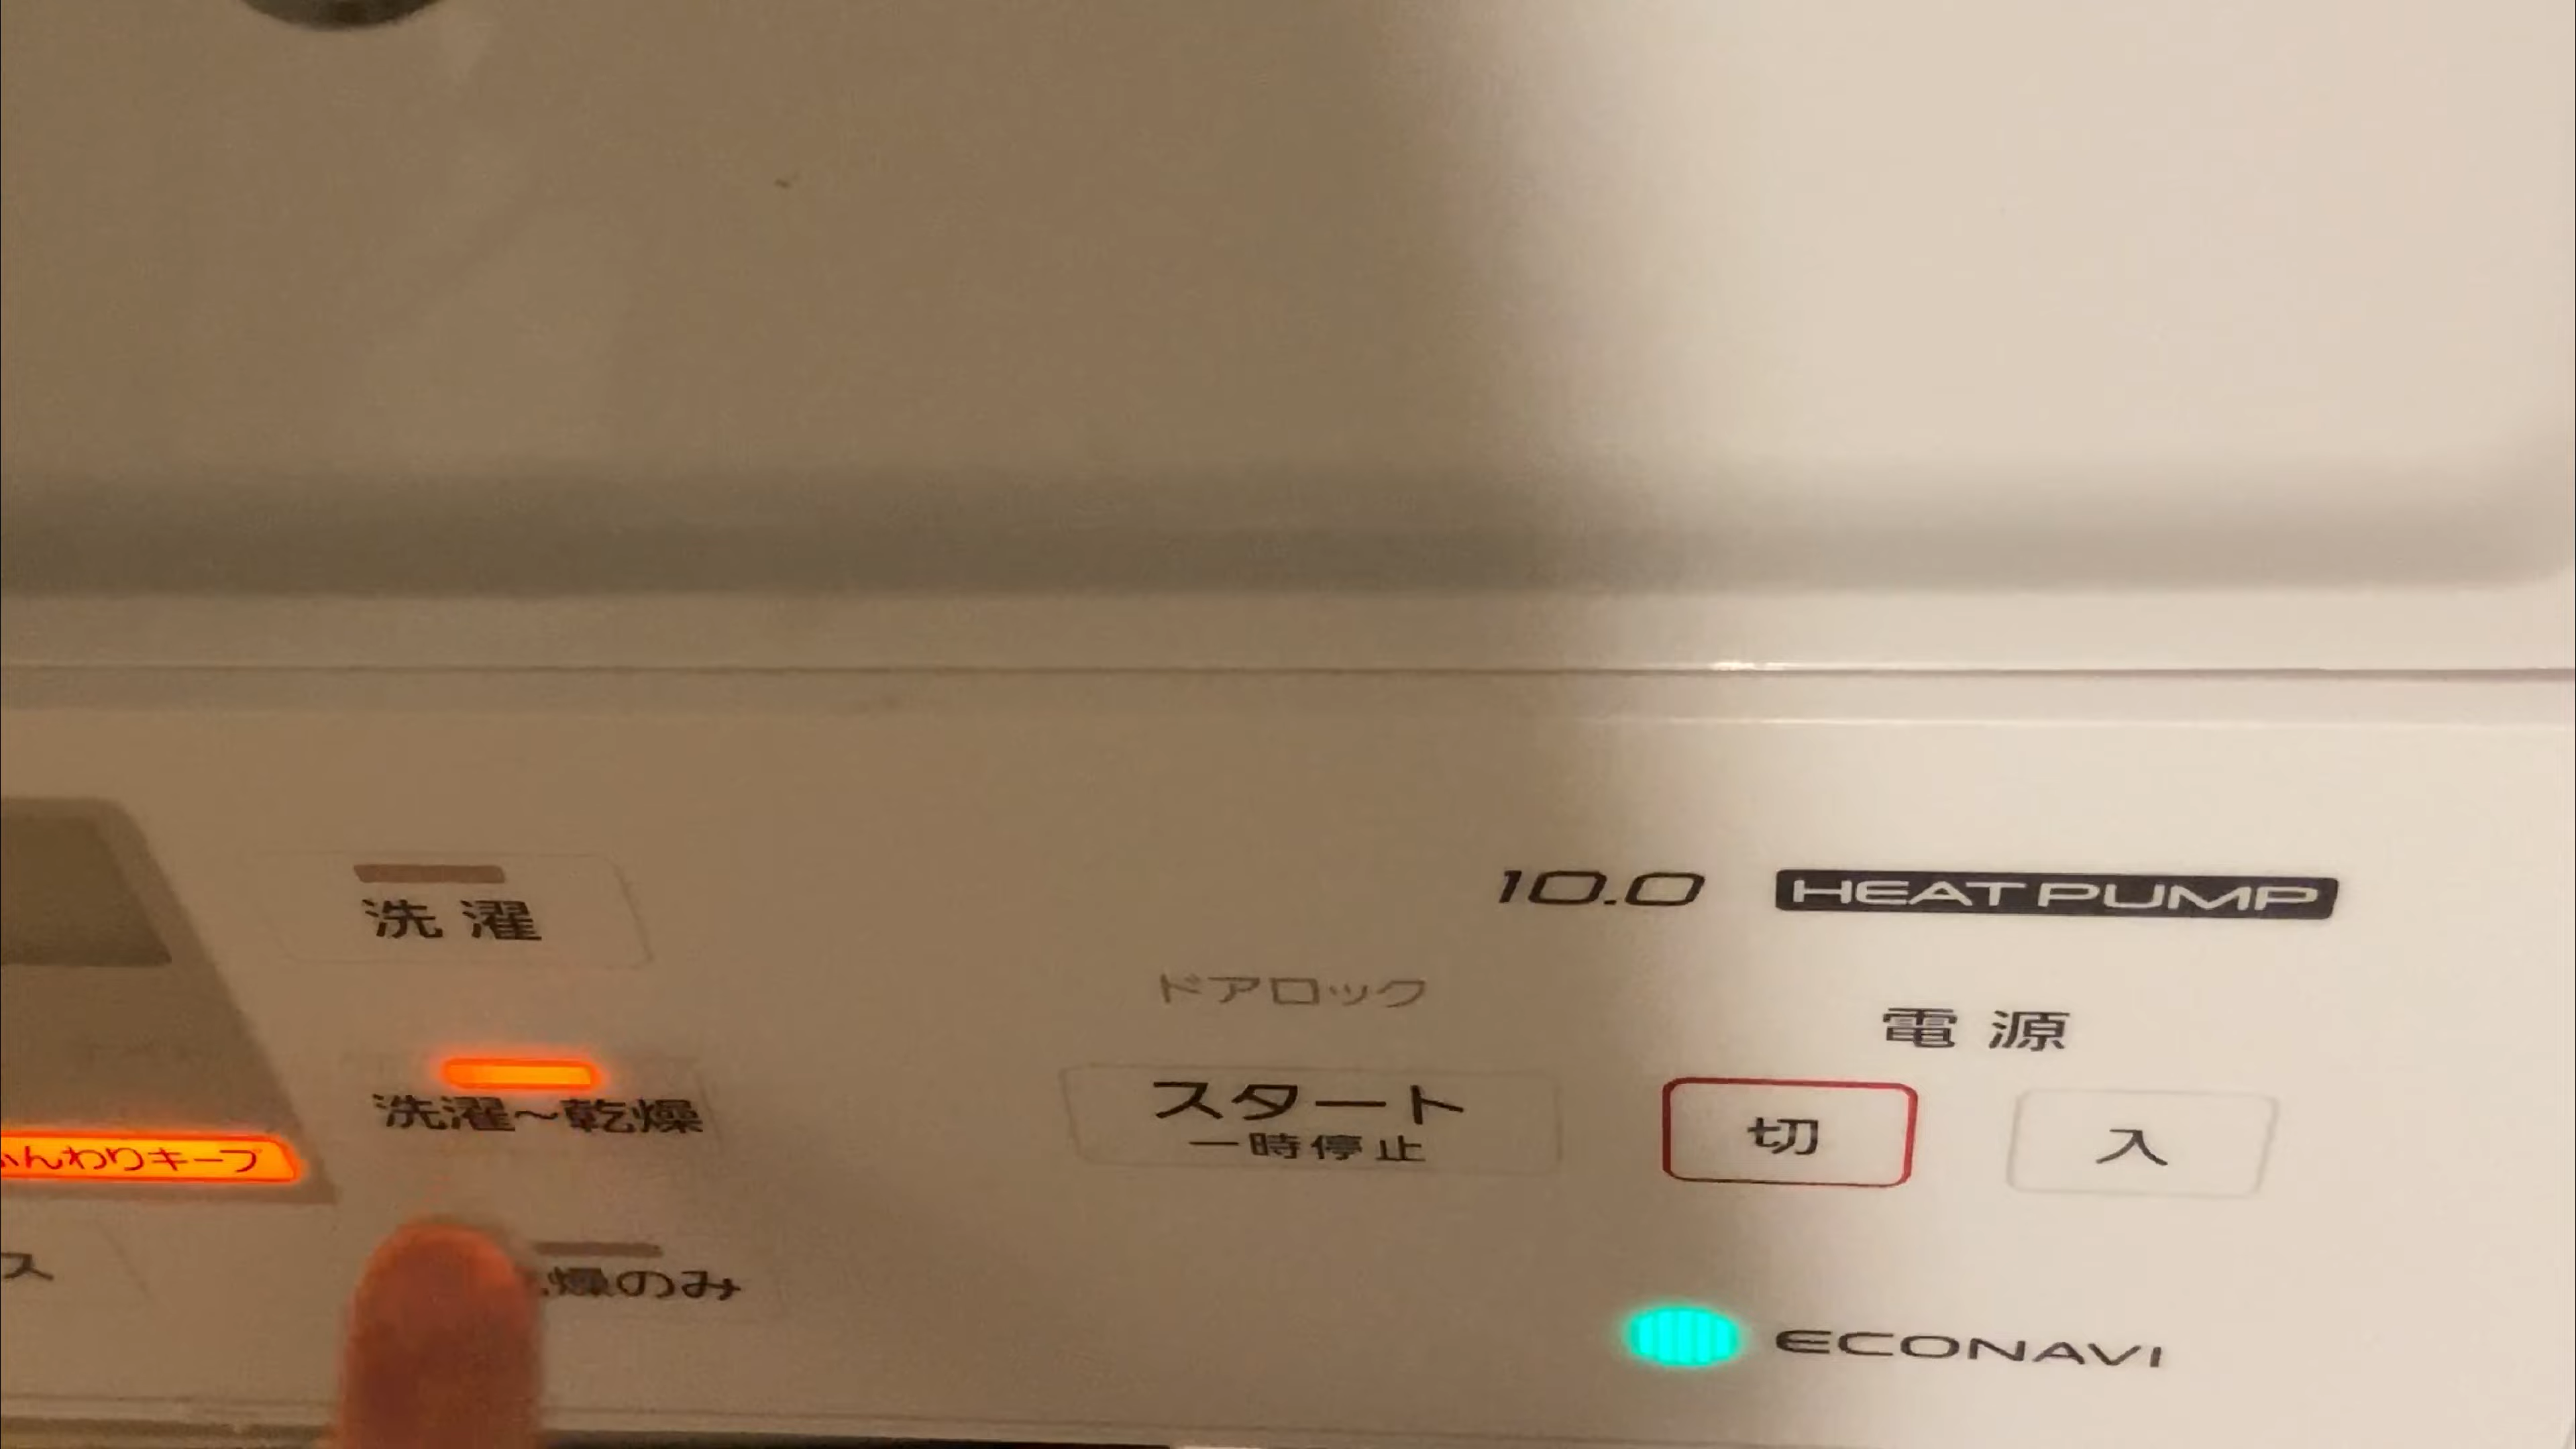 10.0 HEAT PUMP
洗濯
ドアロック
電源
洗濯~乾燥
スタート
一時停止
切
入
んわりキープ
ス
燥のみ
ECONAVI